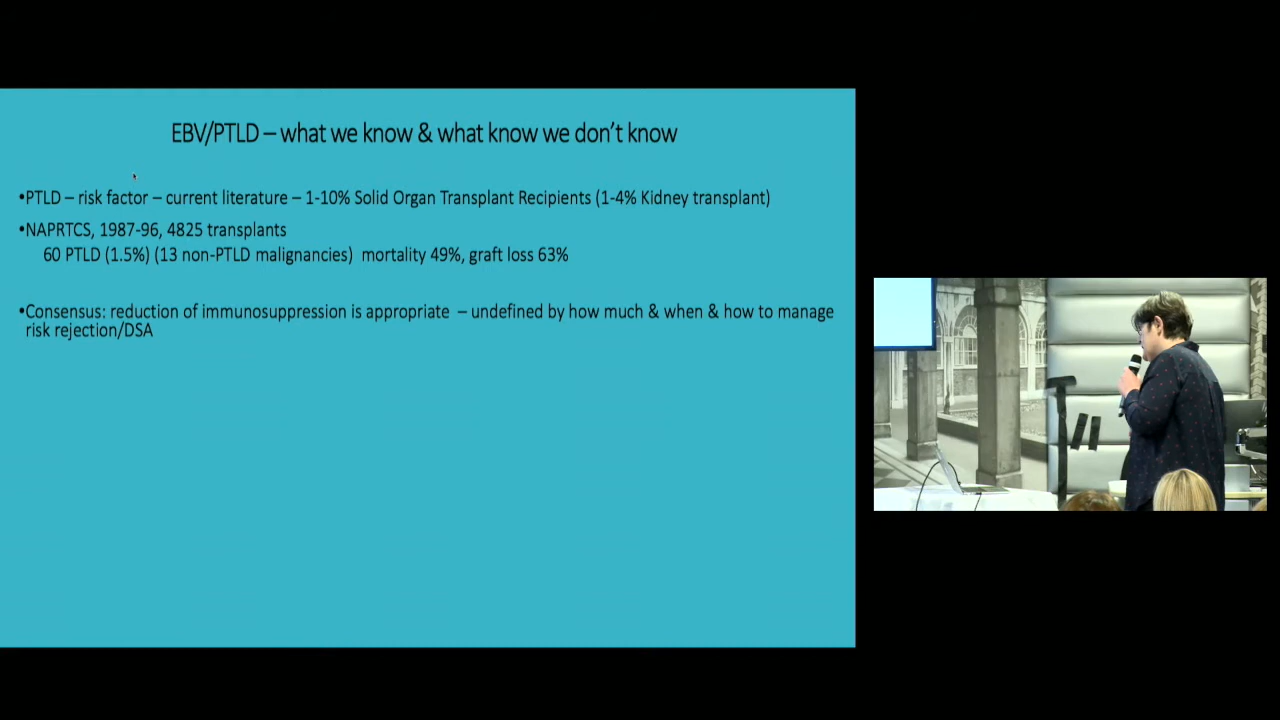 EBV/PTLD – what we know & what know we don't know
•PTLD – risk factor – current literature – 1-10% Solid Organ Transplant Recipients (1-4% Kidney transplant)
•NAPRTCS, 1987-96, 4825 transplants
60 PTLD (1.5%) (13 non-PTLD malignancies) mortality 49%, graft loss 63%
•Consensus: reduction of immunosuppression is appropriate – undefined by how much & when & how to manage
risk rejection/DSA